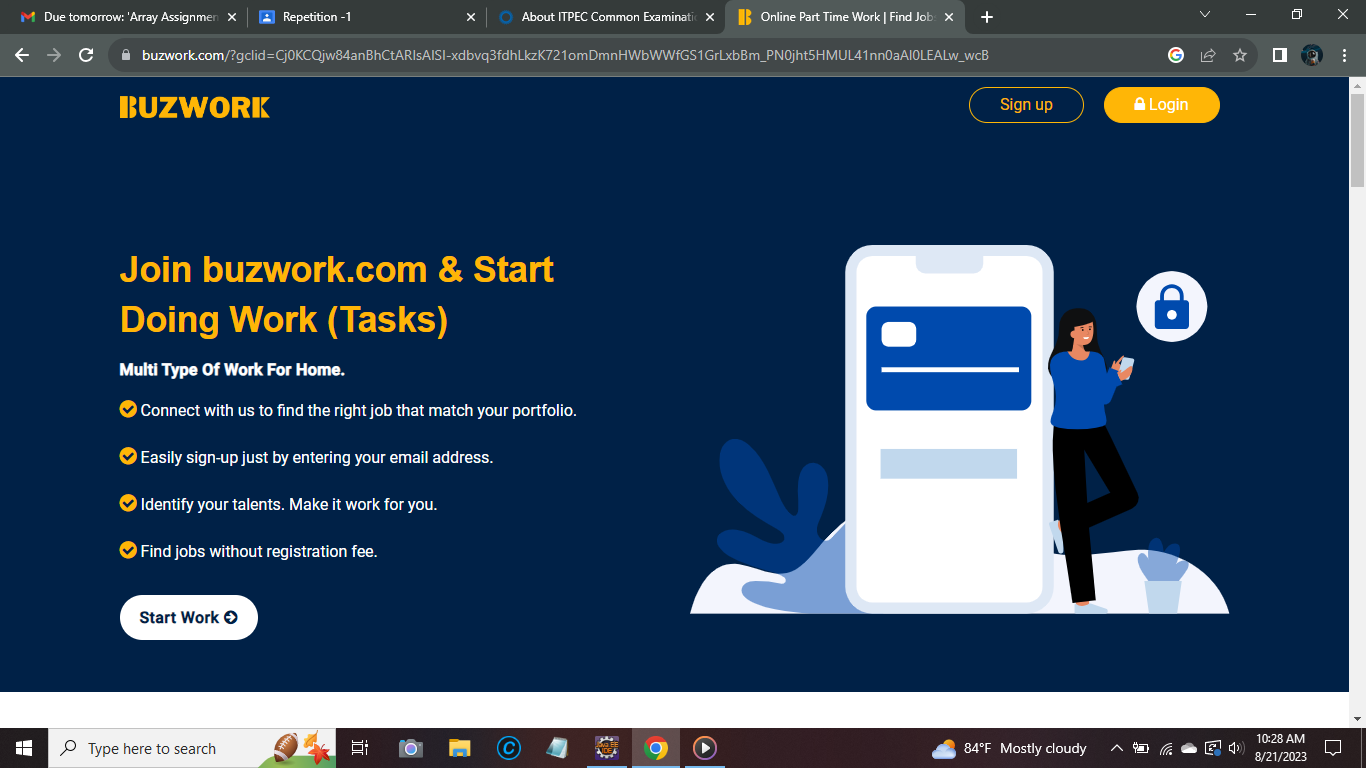 Due tomorrow: 'Array Assignmen
Repetition -1
About ITPEC Common Examinatio
Online Part Time Work | Find Job
buzwork.com/?gclid=Cj0KCQjw84anBhCtARIsAISI-xdbvq3fdhLkzK721omDmnHWbWWfGS1GrLxbBm_PN0jht5HMUL41nn0aAl0LEALw_wcB
BUZWORK
Sign up
Login
Join buzwork.com & Start
Doing Work (Tasks)
Multi Type Of Work For Home.
Connect with us to find the right job that match your portfolio.
Easily sign-up just by entering your email address.
Identify your talents. Make it work for you.
Find jobs without registration fee.
Start Work
Type here to search
84°F Mostly cloudy
10:28 AM
8/21/2023